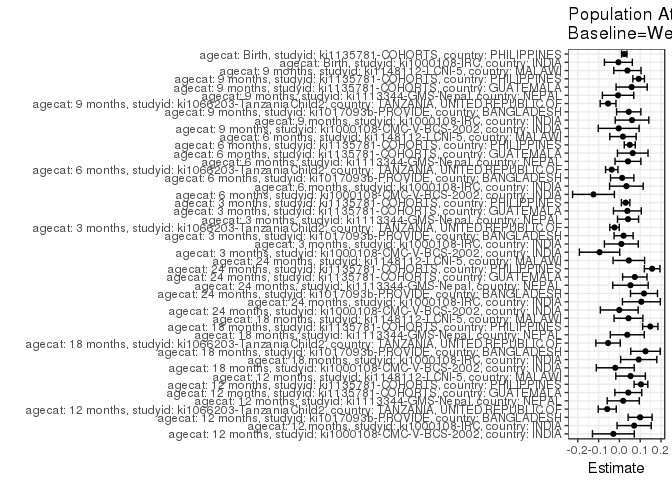 Population At
Baseline=We
agecat: Birth, studyid: ki1135781-COHORTS, country: PHILIPPINES
agecat: Birth, studyid: ki1000108-IRC, country: INDIA
agecat: 9 months, studyid: ki1148112-LCNI-5, country: MALAWI
agecat: 9 months, studyid: ki1135781-COHORTS, country: PHILIPPINES
agecat: 9 months, studyid: ki1135781-COHORTS, country: GUATEMALA
agecat: 9 months, studyid: ki1113344-GMS-Nepal, country: NEPAL
agecat: 9 months, studyid: ki1066203-TanzaniaChild2, country: TANZANIA, UNITED REPUBLIC OF
agecat: 9 months, studyid: ki1017093b-PROVIDE, country: BANGLADESH
agecat: 9 months, studyid: ki1000108-IRC, country: INDIA
agecat: 9 months, studyid: ki1000108-CMC-V-BCS-2002, country: INDIA
agecat: 6 months, studyid: ki1148112-LCNI-5, country: MALAWI
agecat: 6 months, studyid: ki1135781-COHORTS, country: PHILIPPINES
agecat: 6 months, studyid: ki1135781-COHORTS, country: GUATEMALA
agecat: 6 months, studyid: ki1113344-GMS-Nepal, country: NEPAL
agecat: 6 months, studyid: ki1066203-TanzaniaChild2, country: TANZANIA, UNITED REPUBLIC OF
agecat: 6 months, studyid: ki1017093b-PROVIDE, country: BANGLADESH
agecat: 6 months, studyid: ki1000108-IRC, country: INDIA
agecat: 6 months, studyid: ki1000108-CMC-V-BCS-2002, country: INDIA
agecat: 3 months, studyid: ki1135781-COHORTS, country: PHILIPPINES
agecat: 3 months, studyid: ki1135781-COHORTS, country: GUATEMALA
agecat: 3 months, studyid: ki1113344-GMS-Nepal, country: NEPAL
agecat: 3 months, studyid: ki1066203-TanzaniaChild2, country: TANZANIA, UNITED REPUBLIC OF
agecat: 3 months, studyid: ki1017093b-PROVIDE, country: BANGLADESH
agecat: 3 months, studyid: ki1000108-IRC, country: INDIA
agecat: 3 months, studyid: ki1000108-CMC-V-BCS-2002, country: INDIA
agecat: 24 months, studyid: ki1148112-LCNI-5, country: MALAWI
agecat: 24 months, studyid: ki1135781-COHORTS, country: PHILIPPINES
agecat: 24 months, studyid: ki1135781-COHORTS, country: GUATEMALA
agecat: 24 months, studyid: ki1113344-GMS-Nepal, country: NEPAL
agecat: 24 months, studyid: ki1017093b-PROVIDE, country: BANGLADESH
agecat: 24 months, studyid: ki1000108-IRC, country: INDIA
agecat: 24 months, studyid: ki1000108-CMC-V-BCS-2002, country: INDIA
agecat: 18 months, studyid: ki1148112-LCNI-5, country: MALAWI
agecat: 18 months, studyid: ki1135781-COHORTS, country: PHILIPPINES
agecat: 18 months, studyid: ki1113344-GMS-Nepal, country: NEPAL
agecat: 18 months, studyid: ki1066203-TanzaniaChild2, country: TANZANIA, UNITED REPUBLIC OF
agecat: 18 months, studyid: ki1017093b-PROVIDE, country: BANGLADESH
agecat: 18 months, studyid: ki1000108-IRC, country: INDIA
agecat: 18 months, studyid: ki1000108-CMC-V-BCS-2002, country: INDIA
agecat: 12 months, studyid: ki1148112-LCNI-5, country: MALAWI
agecat: 12 months, studyid: ki1135781-COHORTS, country: PHILIPPINES
agecat: 12 months, studyid: ki1135781-COHORTS, country: GUATEMALA
agecat: 12 months, studyid: ki1113344-GMS-Nepal, country: NEPAL
agecat: 12 months, studyid: ki1066203-TanzaniaChild2, country: TANZANIA, UNITED REPUBLIC OF
agecat: 12 months, studyid: ki1017093b-PROVIDE, country: BANGLADESH
agecat: 12 months, studyid: ki1000108-IRC, country: INDIA
agecat: 12 months, studyid: ki1000108-CMC-V-BCS-2002, country: INDIA
-0.2 -0.1 0.0 0.1 0.2
Estimate